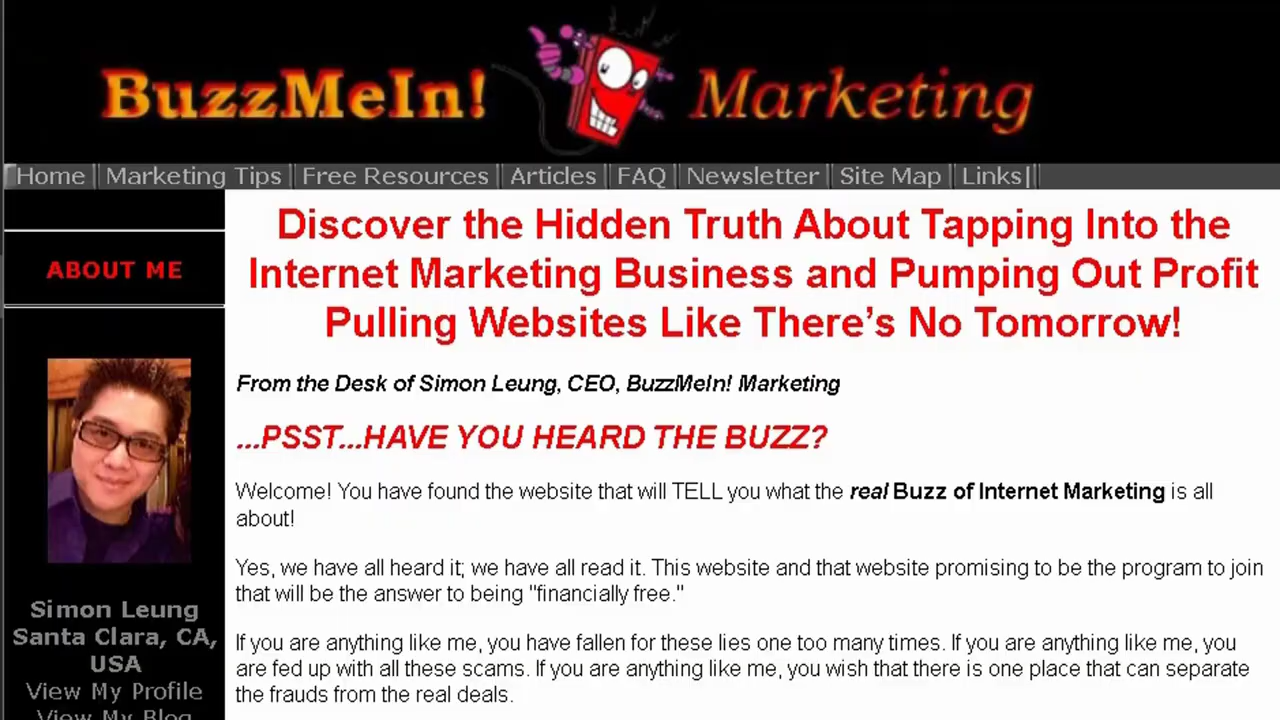 BuzzMeIn! Marketing
Home Marketing Tips Free Resources Articles FAQ Newsletter Site Map Links
ABOUT ME
Simon Leung
Santa Clara, CA,
USA
View My Profile
View My Blog
Discover the Hidden Truth About Tapping Into the
Internet Marketing Business and Pumping Out Profit
Pulling Websites Like There’s No Tomorrow!
From the Desk of Simon Leung, CEO, BuzzMeIn! Marketing
...PSST...HAVE YOU HEARD THE BUZZ?
Welcome! You have found the website that will TELL you what the real Buzz of Internet Marketing is all
about!
Yes, we have all heard it; we have all read it. This website and that website promising to be the program to join
that will be the answer to being "financially free."
If you are anything like me, you have fallen for these lies one too many times. If you are anything like me, you
are fed up with all these scams. If you are anything like me, you wish that there is one place that can separate
the frauds from the real deals.